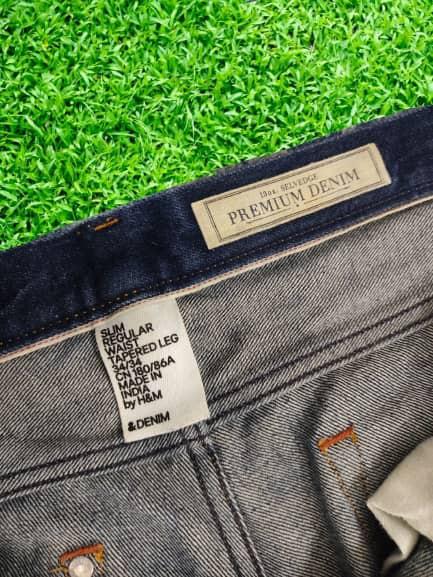 13oz. SELVEDGE
PREMIUM DENIM
SLIM
REGULAR
WAIST
TAPERED LEG
34/34
CN 180/86A
MADE IN
INDIA
by H&M
&DENIM